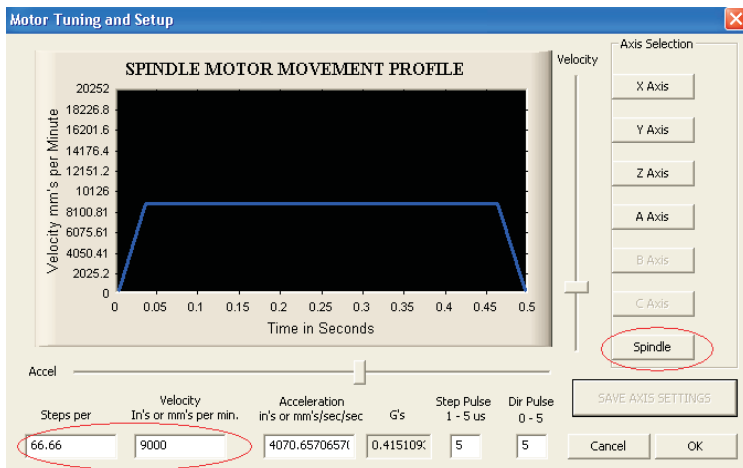 Motor Tuning and Setup
SPINDLE MOTOR MOVEMENT PROFILE
Velocity mm's per Minute
20252
18226.8
16201.6
14176.4
12151.2
10126
8100.81
6075.61
4050.41
2025.2
0
0 0.05 0.1 0.15 0.2 0.25 0.3 0.35 0.4 0.45 0.5
Time in Seconds
Velocity
Axis Selection
X Axis
Y Axis
Z Axis
A Axis
B Axis
C Axis
Spindle
Accel
Steps per
Velocity
In's or mm's per min.
Acceleration
in's or mm's/sec/sec
G's
Step Pulse
1 - 5 us
Dir Pulse
0 - 5
66.66 9000 4070.6570657( 0.415109: 5 5
SAVE AXIS SETTINGS
Cancel OK